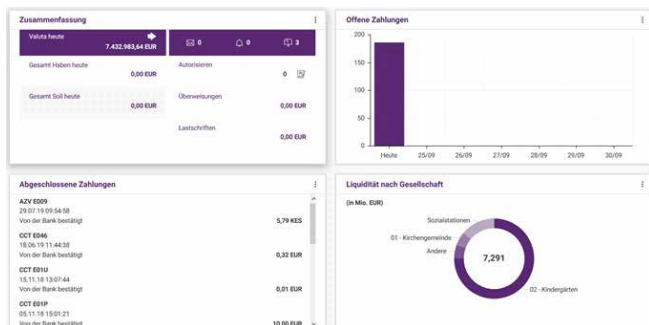 Zusammenfassung
Valuta heute
7.432.983,64 EUR
0
0
3
Gesamt Haben heute
0,00 EUR
Gesamt Soll heute
0,00 EUR
Autorisieren
0
Überweisungen
0,00 EUR
Lastschriften
0,00 EUR
Offene Zahlungen
200
150
100
50
0
Heute 25/09 26/09 27/09 28/09 29/09 30/09
Abgeschlossene Zahlungen
AZV E009
29.07.19 09:54:58
Von der Bank bestätigt 5,79 KES
CCT E046
18.06.19 11:44:38
Von der Bank bestätigt 0,32 EUR
CCT E01U
15.11.18 13:07:44
Von der Bank bestätigt 0,01 EUR
CCT E01P
05.11.18 15:01:21
Von der Bank bestätigt 10,00 EUR
Liquidität nach Gesellschaft
(in Mio. EUR)
Sozialstationen
01 - Kirchengemeinde
Andere
7,291
02 - Kindergärten